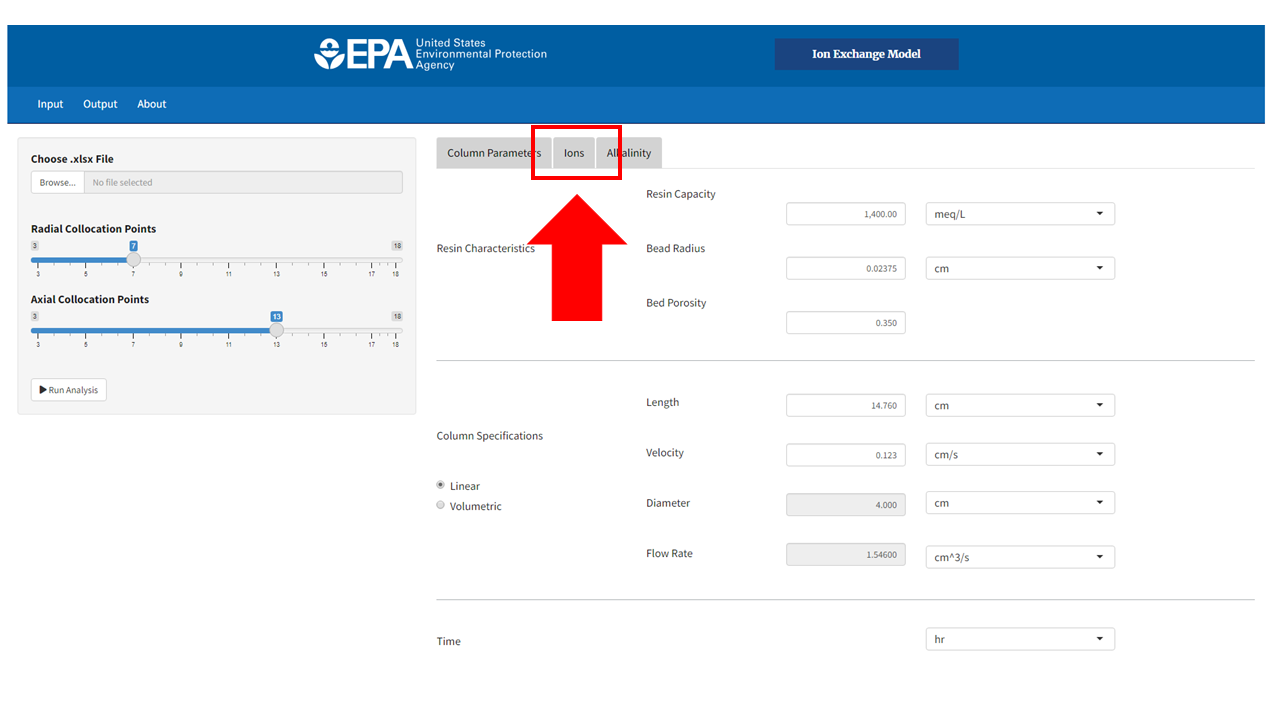 EPA
United States
Environmental Protection
Agency
Ion Exchange Model
Input Output About
Choose .xlsx File
Browse... No file selected
Radial Collocation Points
3 7 18
3 5 7 9 11 13 15 17 18
Axial Collocation Points
3 13 18
3 5 7 9 11 13 15 17 18
Run Analysis
Column Parameters Ions Alkalinity
Resin Characteristics
Resin Capacity
1,400.00 meq/L
Bead Radius
0.02375 cm
Bed Porosity
0.350
Column Specifications
Linear
Volumetric
Length
14.760 cm
Velocity
0.123 cm/s
Diameter
4.000 cm
Flow Rate
1.54600 cm^3/s
Time
hr